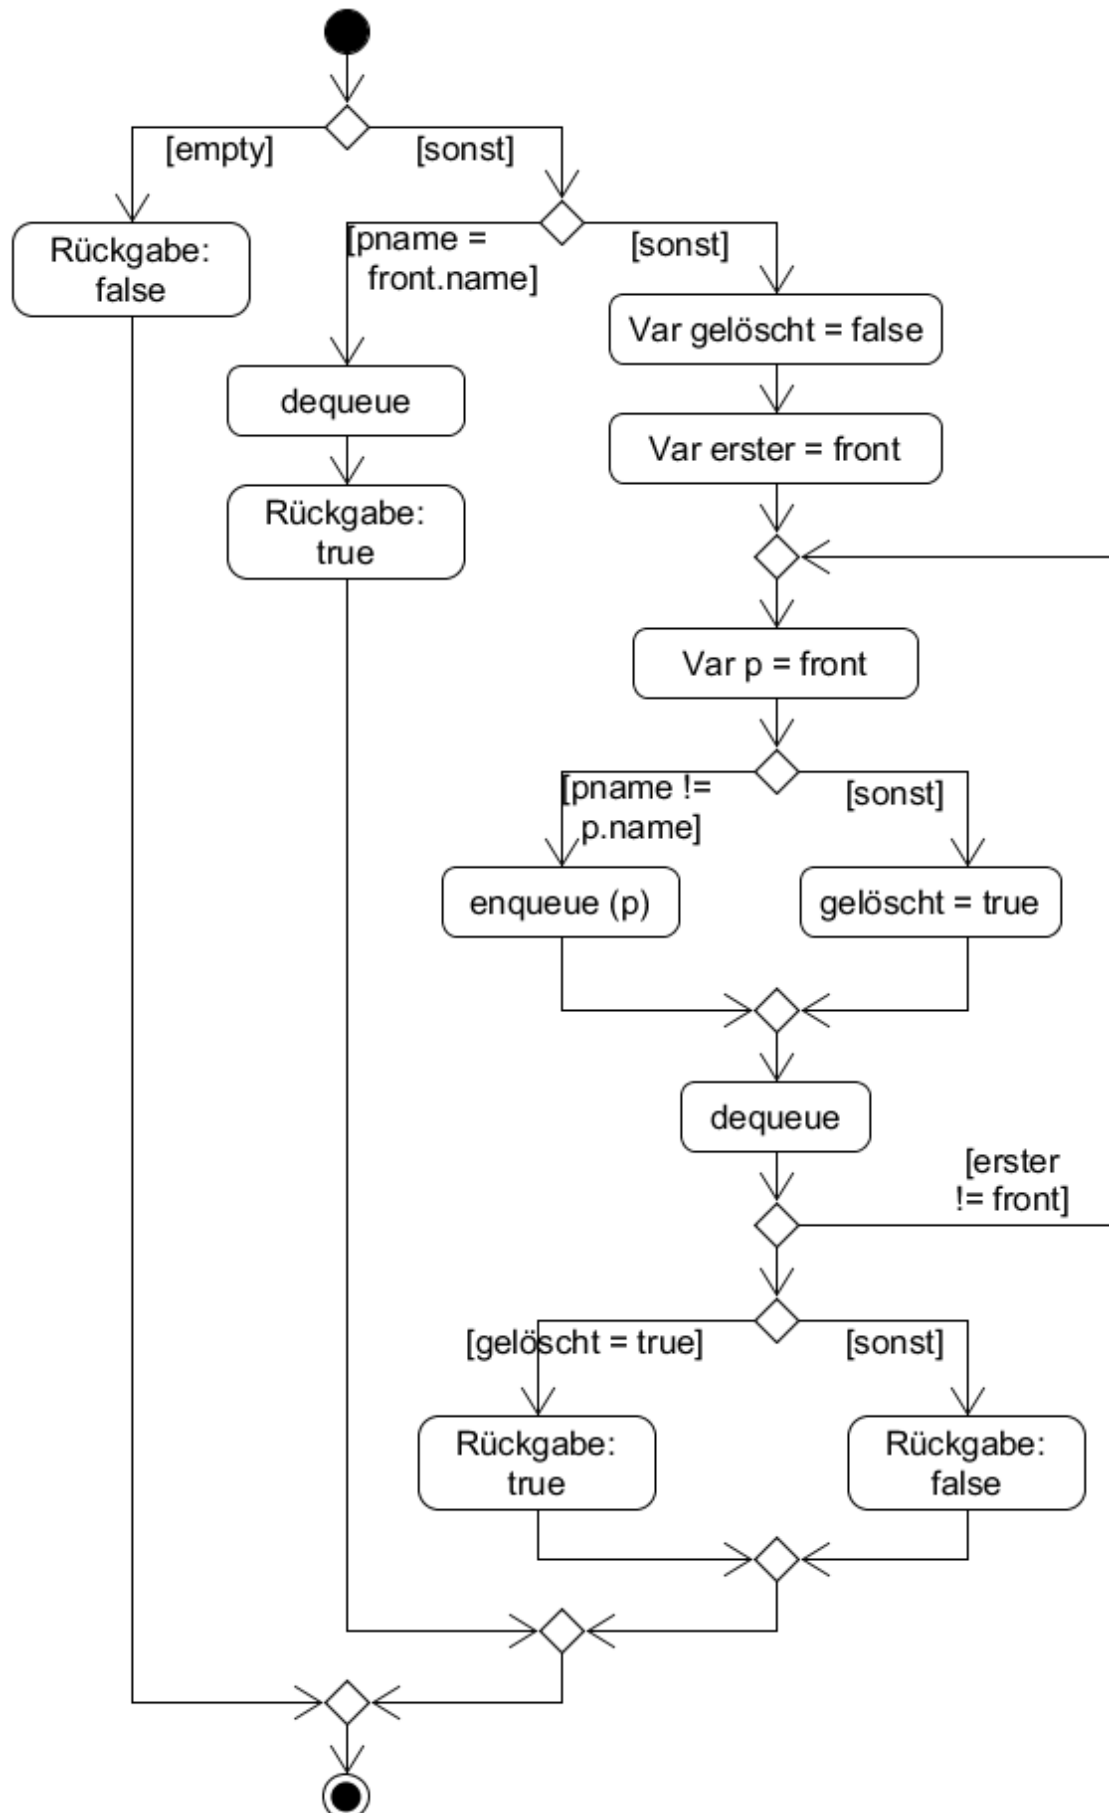 [empty]
[sonst]
Rückgabe:
false
[pname =
front.name]
[sonst]
dequeue
Rückgabe:
true
Var gelöscht = false
Var erster = front
Var p = front
[pname !=
p.name]
[sonst]
enqueue (p)
gelöscht = true
dequeue
[erster
!= front]
[gelöscht = true]
[sonst]
Rückgabe:
true
Rückgabe:
false